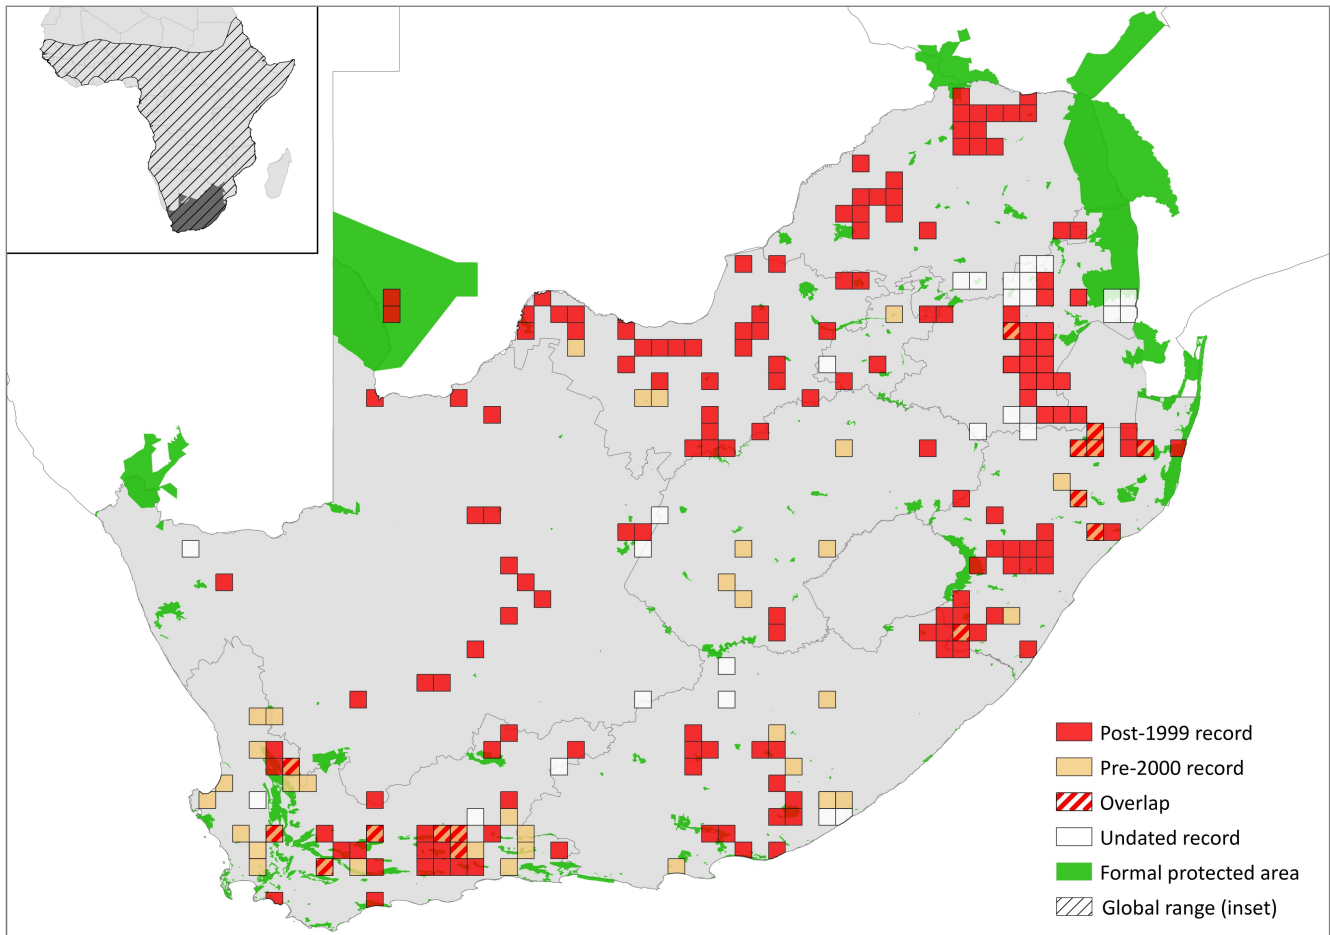 Post-1999 record
Pre-2000 record
Overlap
Undated record
Formal protected area
Global range (inset)